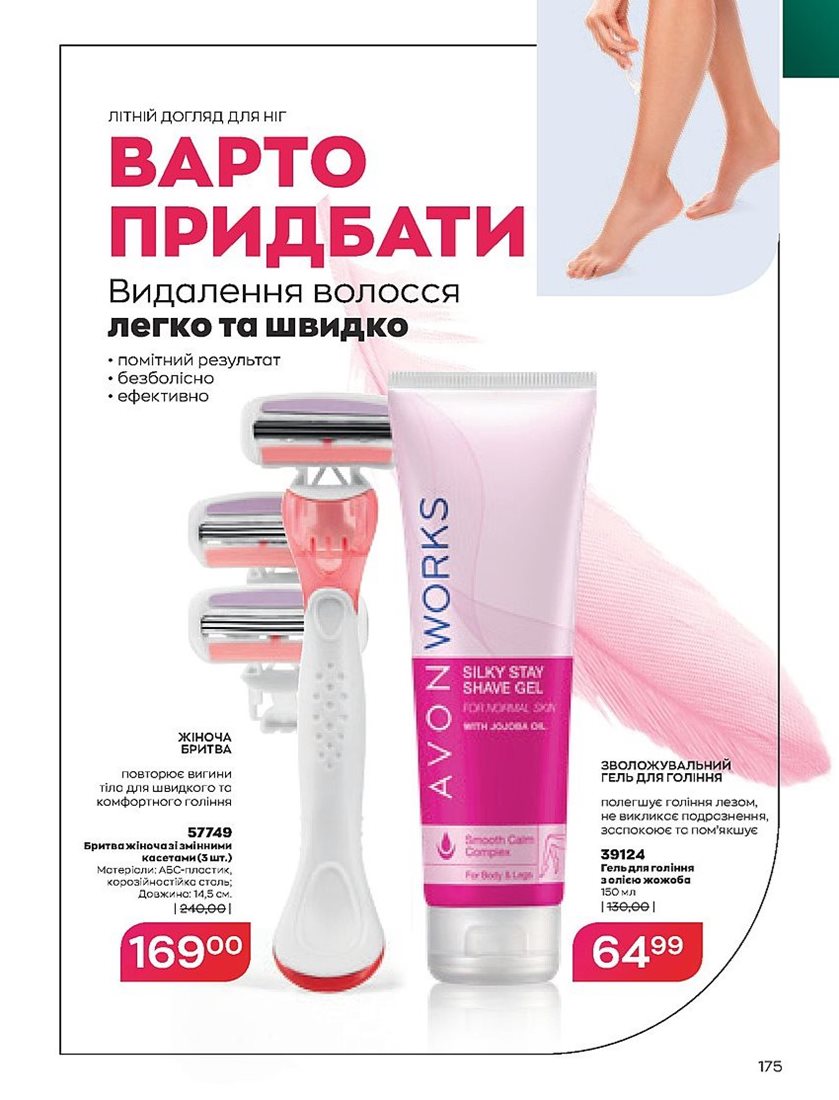 ЛІТНІЙ ДОГЛЯД ДЛЯ НІГ
ВАРТО
ПРИДБАТИ
Видалення волосся
легко та швидко
• помітний результат
• безболісно
• ефективно
AVON WORKS
SILKY STAY
SHAVE GEL
FOR NORMAL SKIN
WITH JOJOBA OIL
Smooth Calm
Complex
For Body & Legs
ЖІНОЧА
БРИТВА
повторює вигини
тіла для швидкого та
комфортного гоління
57749
Бритва жіноча зі змінними
касетами (3 шт.)
Матеріали: АБС-пластик,
корозійностійка сталь;
Довжина: 14,5 см.
| 240,00 |
169 00
ЗВОЛОЖУВАЛЬНИЙ
ГЕЛЬ ДЛЯ ГОЛІННЯ
полегшує гоління лезом,
не викликає подразнення,
заспокоює та пом'якшує
39124
Гель для гоління
з олією жожоба
150 мл
| 130,00 |
64 99
175